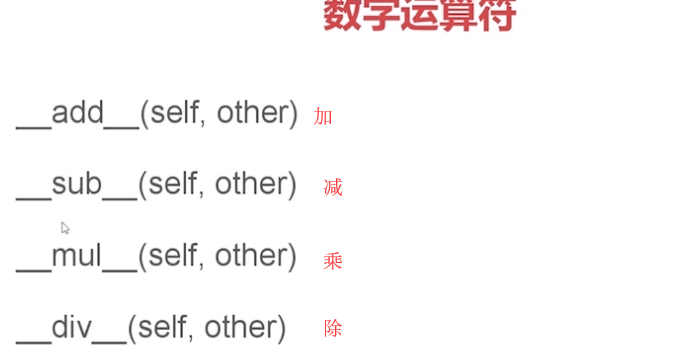 数字运算符
__add__(self, other) 加
__sub__(self, other) 减
__mul__(self, other) 乘
__div__(self, other) 除